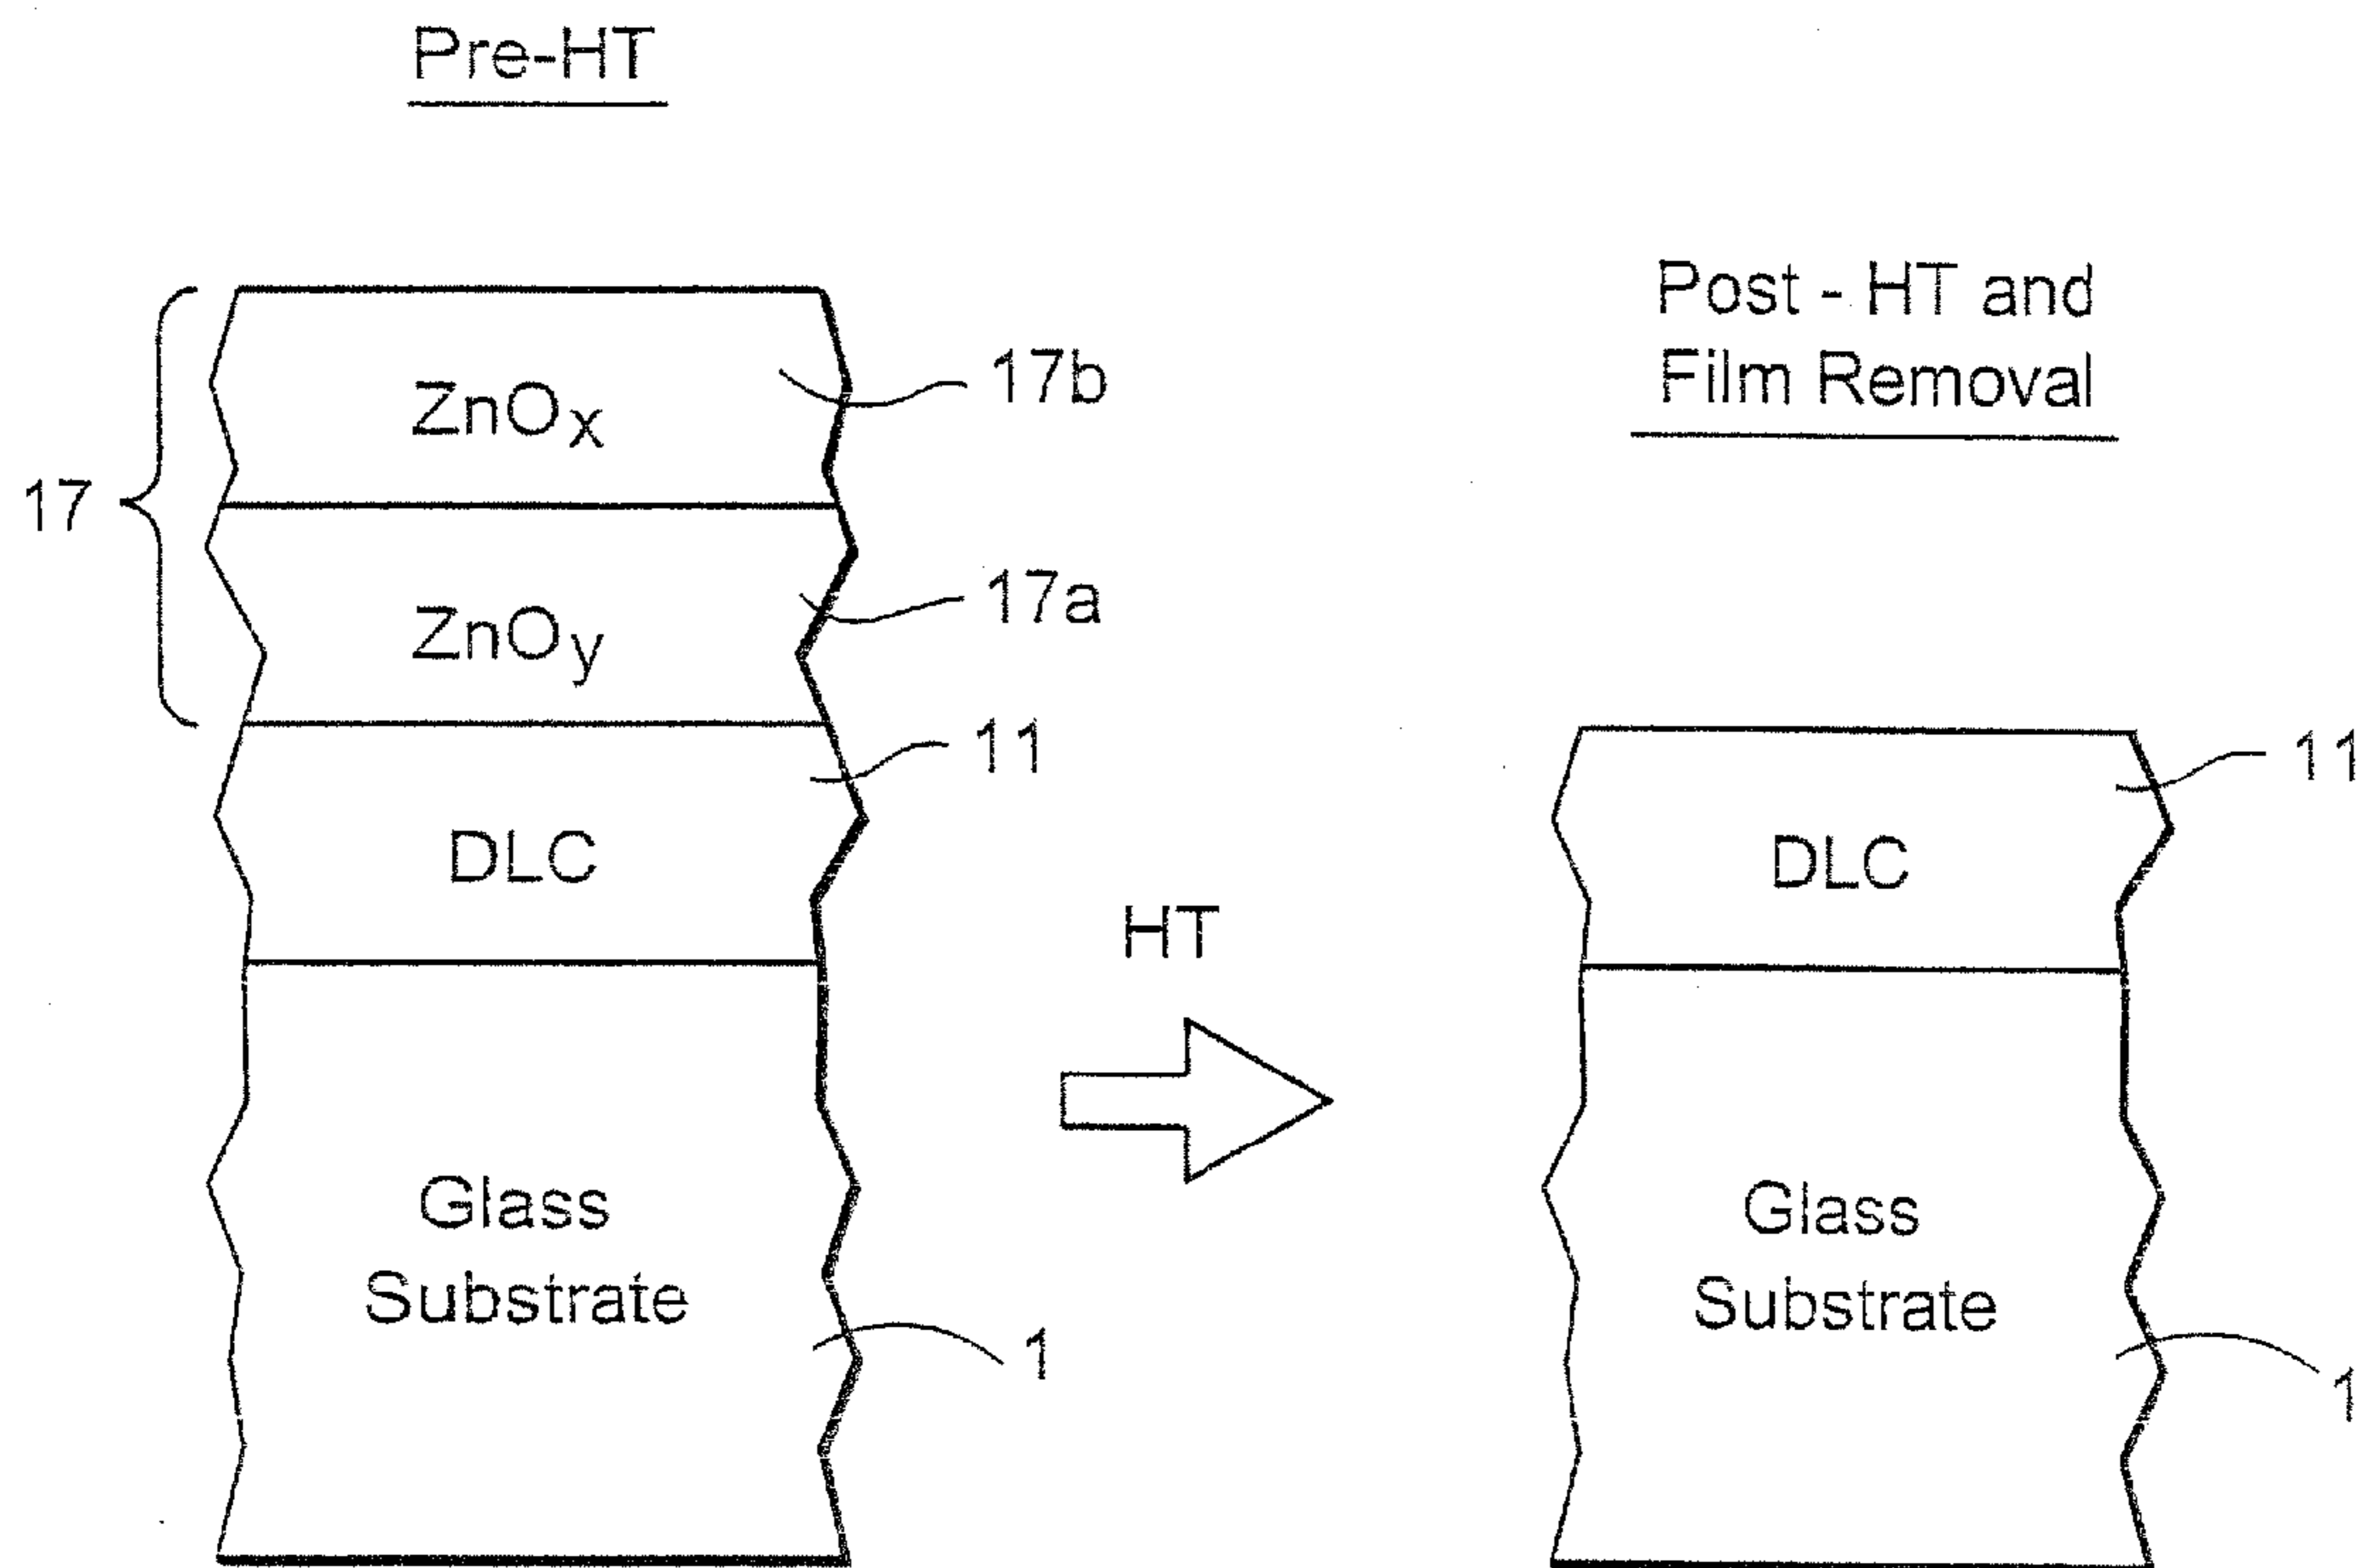 Pre-HT
17b
ZnOx
17
17a
ZnOy
11
DLC
Glass
Substrate
1
HT
Post - HT and
Film Removal
11
DLC
Glass
Substrate
1